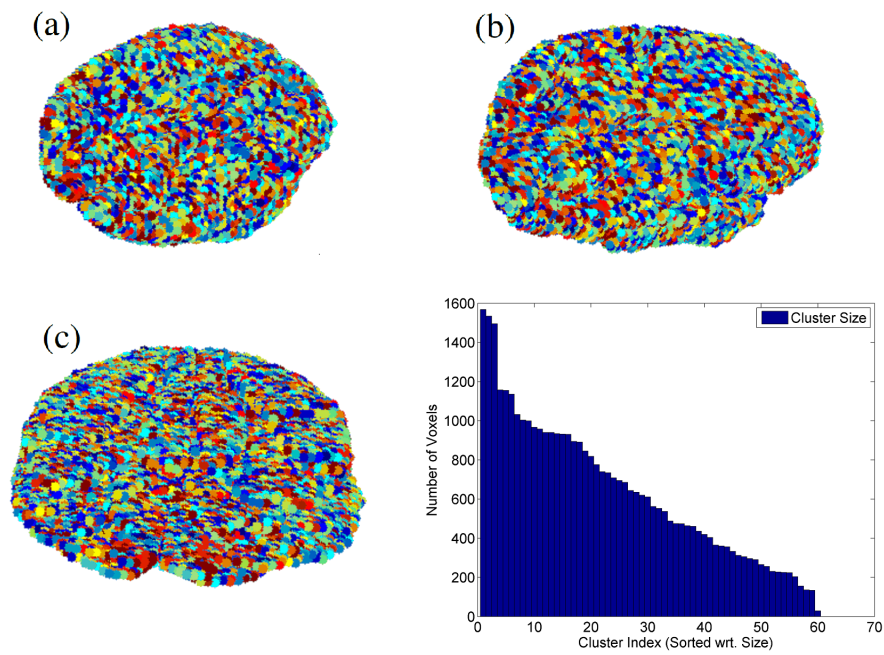 (a)
(b)
(c)
1600
1400
1200
1000
800
600
400
200
0
Number of Voxels
Cluster Size
0 10 20 30 40 50 60 70
Cluster Index (Sorted wrt. Size)